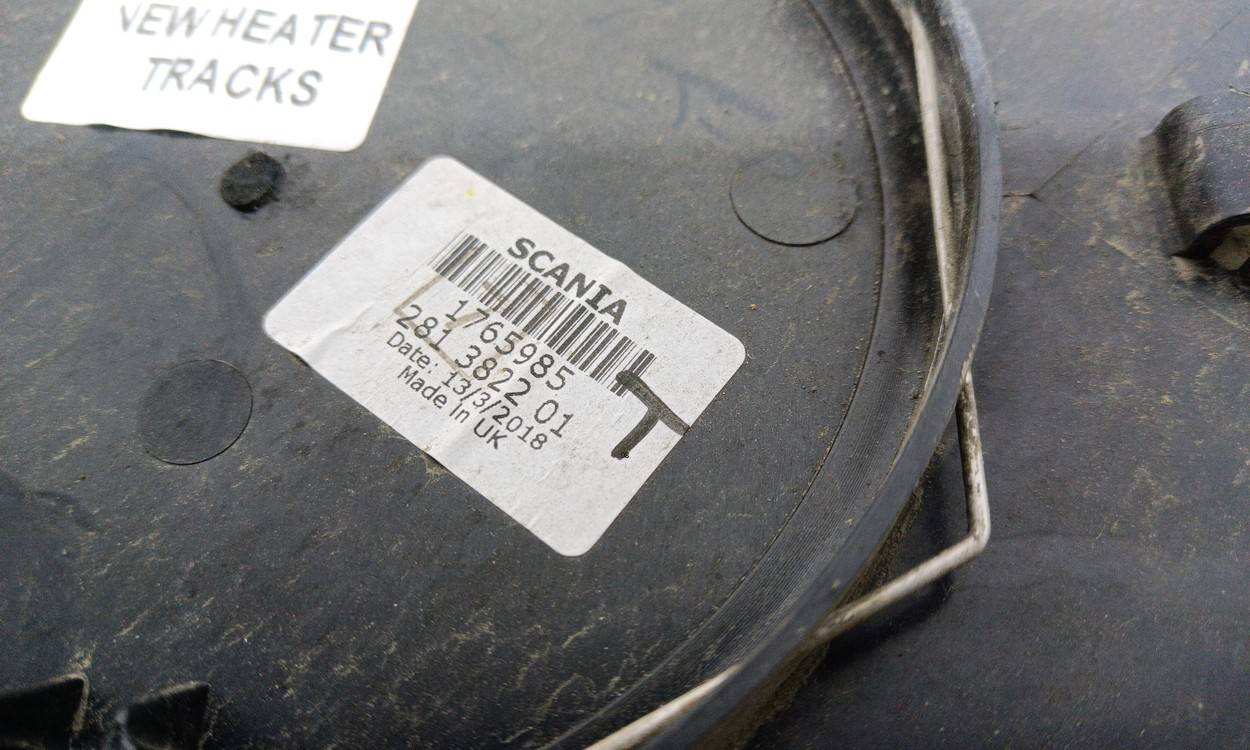 NEW HEATER
TRACKS
SCANIA
1765985
281 3822 01
Date: 13/3/2018
Made in UK
T